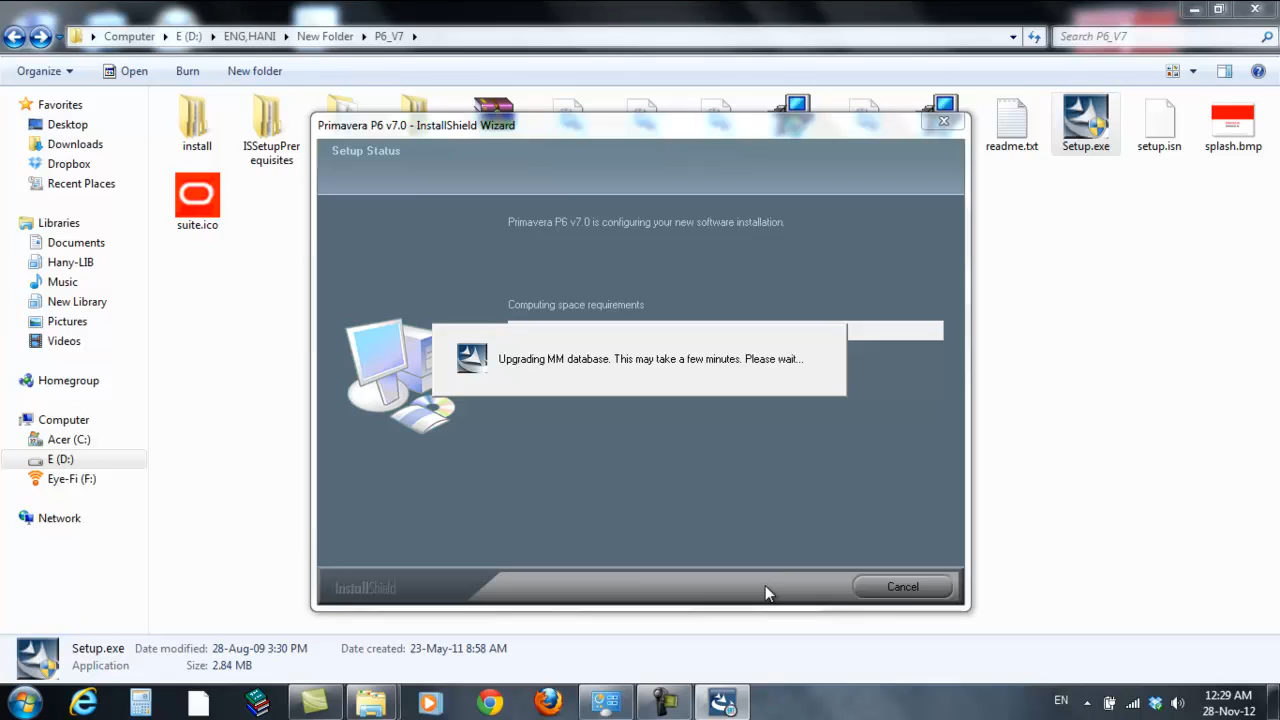 Computer
E (D:)
ENG,HANI
New Folder
P6_V7
Search P6_V7
Organize
Open
Burn
New folder
Favorites
Desktop
Downloads
Dropbox
Recent Places
Libraries
Documents
Hany-LIB
Music
New Library
Pictures
Videos
Homegroup
Computer
Acer (C:)
E (D:)
Eye-Fi (F:)
Network
install
ISSetupPrer
equisites
readme.txt
Setup.exe
setup.isn
splash.bmp
suite.ico
Primavera P6 v7.0 - InstallShield Wizard
Setup Status
Primavera P6 v7.0 is configuring your new software installation.
Computing space requirements
Upgrading MM database. This may take a few minutes. Please wait...
InstallShield
Cancel
Setup.exe
Date modified: 28-Aug-09 3:30 PM
Date created: 23-May-11 8:58 AM
Application
Size: 2.84 MB
EN
12:29 AM
28-Nov-12